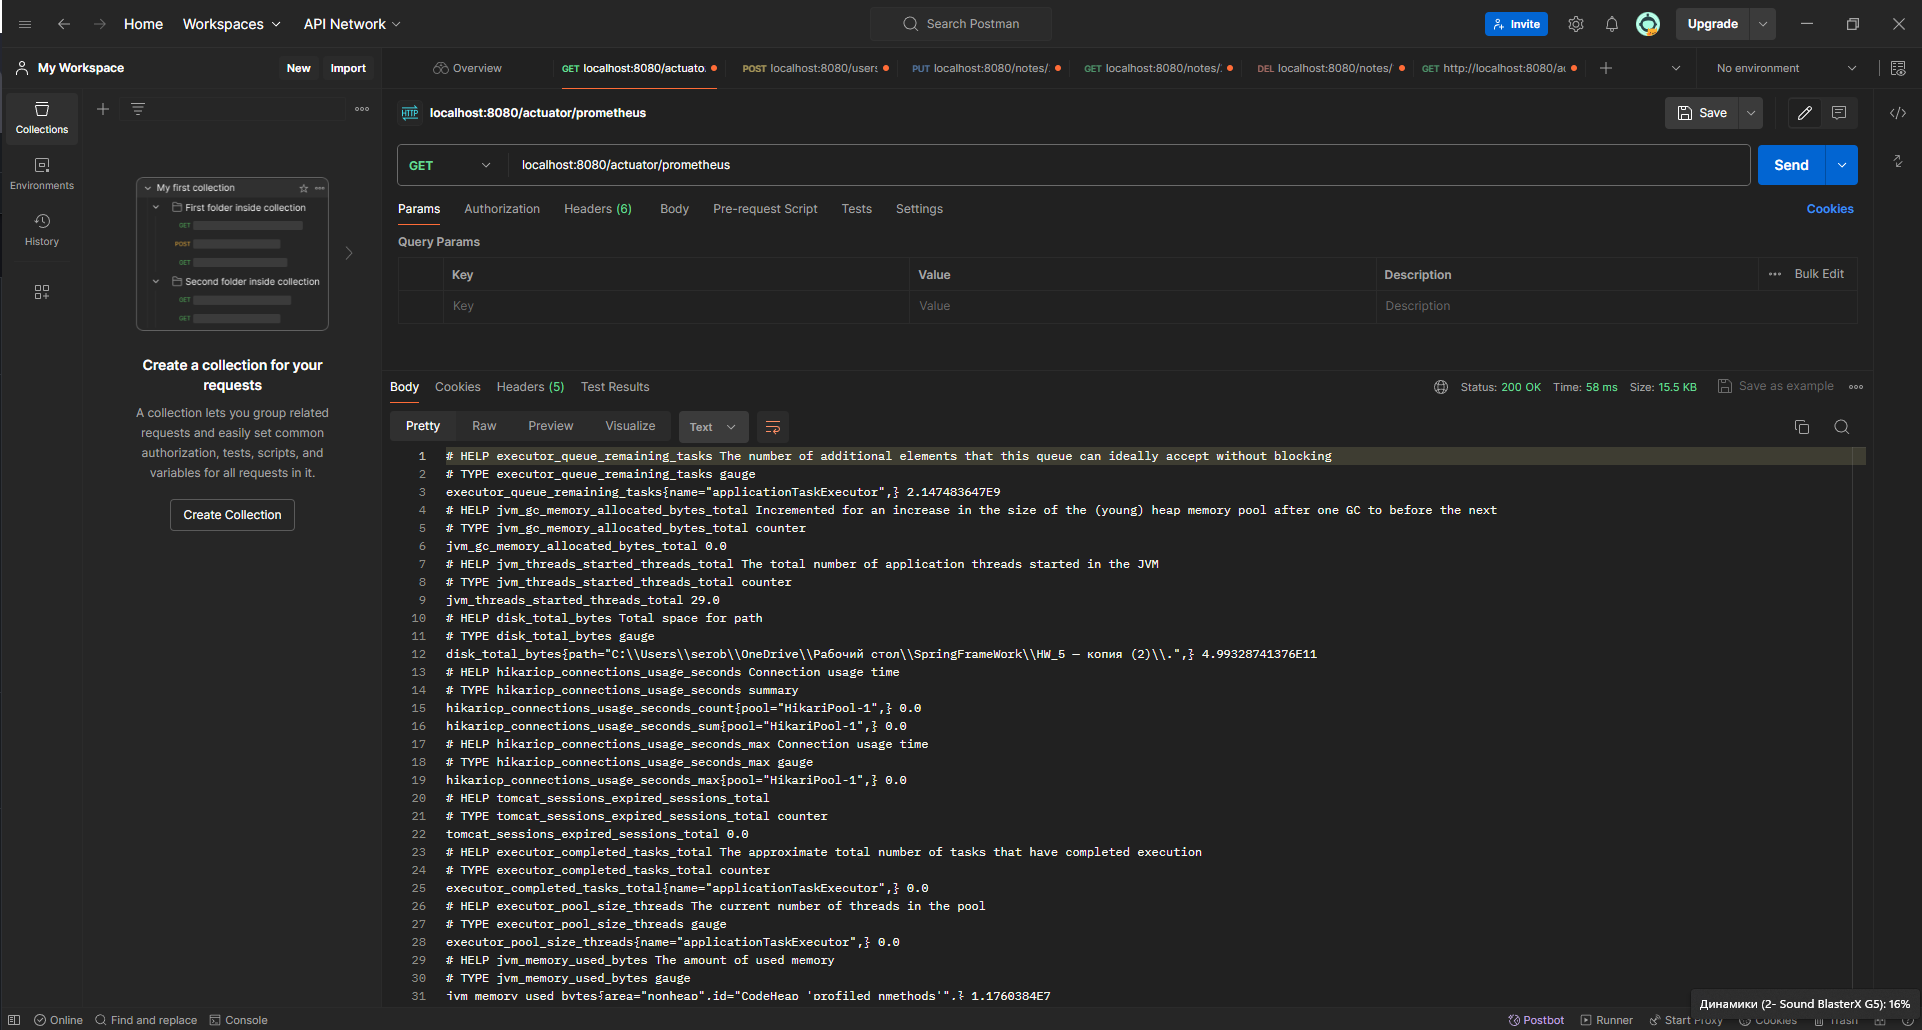 Home Workspaces API Network Search Postman Invite Upgrade
My Workspace New Import Overview GET localhost:8080/actuato. POST localhost:8080/users PUT localhost:8080/notes/ GET localhost:8080/notes/ DEL localhost:8080/notes/ GET http://localhost:8080/a No environment
Collections
Environments
History
My first collection
First folder inside collection
GET
POST
GET
Second folder inside collection
GET
GET
Create a collection for your
requests
A collection lets you group related
requests and easily set common
authorization, tests, scripts, and
variables for all requests in it.
Create Collection
HTTP localhost:8080/actuator/prometheus Save
GET localhost:8080/actuator/prometheus Send
Params Authorization Headers (6) Body Pre-request Script Tests Settings Cookies
Query Params
Key Value Description Bulk Edit
Key Value Description
Body Cookies Headers (5) Test Results Status: 200 OK Time: 58 ms Size: 15.5 KB Save as example
Pretty Raw Preview Visualize Text
1 # HELP executor_queue_remaining_tasks The number of additional elements that this queue can ideally accept without blocking
2 # TYPE executor_queue_remaining_tasks gauge
3 executor_queue_remaining_tasks{name="applicationTaskExecutor",} 2.147483647E9
4 # HELP jvm_gc_memory_allocated_bytes_total Incremented for an increase in the size of the (young) heap memory pool after one GC to before the next
5 # TYPE jvm_gc_memory_allocated_bytes_total counter
6 jvm_gc_memory_allocated_bytes_total 0.0
7 # HELP jvm_threads_started_threads_total The total number of application threads started in the JVM
8 # TYPE jvm_threads_started_threads_total counter
9 jvm_threads_started_threads_total 29.0
10 # HELP disk_total_bytes Total space for path
11 # TYPE disk_total_bytes gauge
12 disk_total_bytes{path="C:\\Users\\serob\\OneDrive\\Рабочий стол\\SpringFrameWork\\HW_5 — копия (2)\\.",} 4.99328741376E11
13 # HELP hikaricp_connections_usage_seconds Connection usage time
14 # TYPE hikaricp_connections_usage_seconds summary
15 hikaricp_connections_usage_seconds_count{pool="HikariPool-1",} 0.0
16 hikaricp_connections_usage_seconds_sum{pool="HikariPool-1",} 0.0
17 # HELP hikaricp_connections_usage_seconds_max Connection usage time
18 # TYPE hikaricp_connections_usage_seconds_max gauge
19 hikaricp_connections_usage_seconds_max{pool="HikariPool-1",} 0.0
20 # HELP tomcat_sessions_expired_sessions_total
21 # TYPE tomcat_sessions_expired_sessions_total counter
22 tomcat_sessions_expired_sessions_total 0.0
23 # HELP executor_completed_tasks_total The approximate total number of tasks that have completed execution
24 # TYPE executor_completed_tasks_total counter
25 executor_completed_tasks_total{name="applicationTaskExecutor",} 0.0
26 # HELP executor_pool_size_threads The current number of threads in the pool
27 # TYPE executor_pool_size_threads gauge
28 executor_pool_size_threads{name="applicationTaskExecutor",} 0.0
29 # HELP jvm_memory_used_bytes The amount of used memory
30 # TYPE jvm_memory_used_bytes gauge
31 jvm_memory_used_bytes{area="nonheap",id="CodeHeap 'profiled nmethods'",} 1.1760384E7
Динамики (2- Sound BlasterX G5): 16%
Online Find and replace Console Postbot Runner Start Proxy Cookies Trash